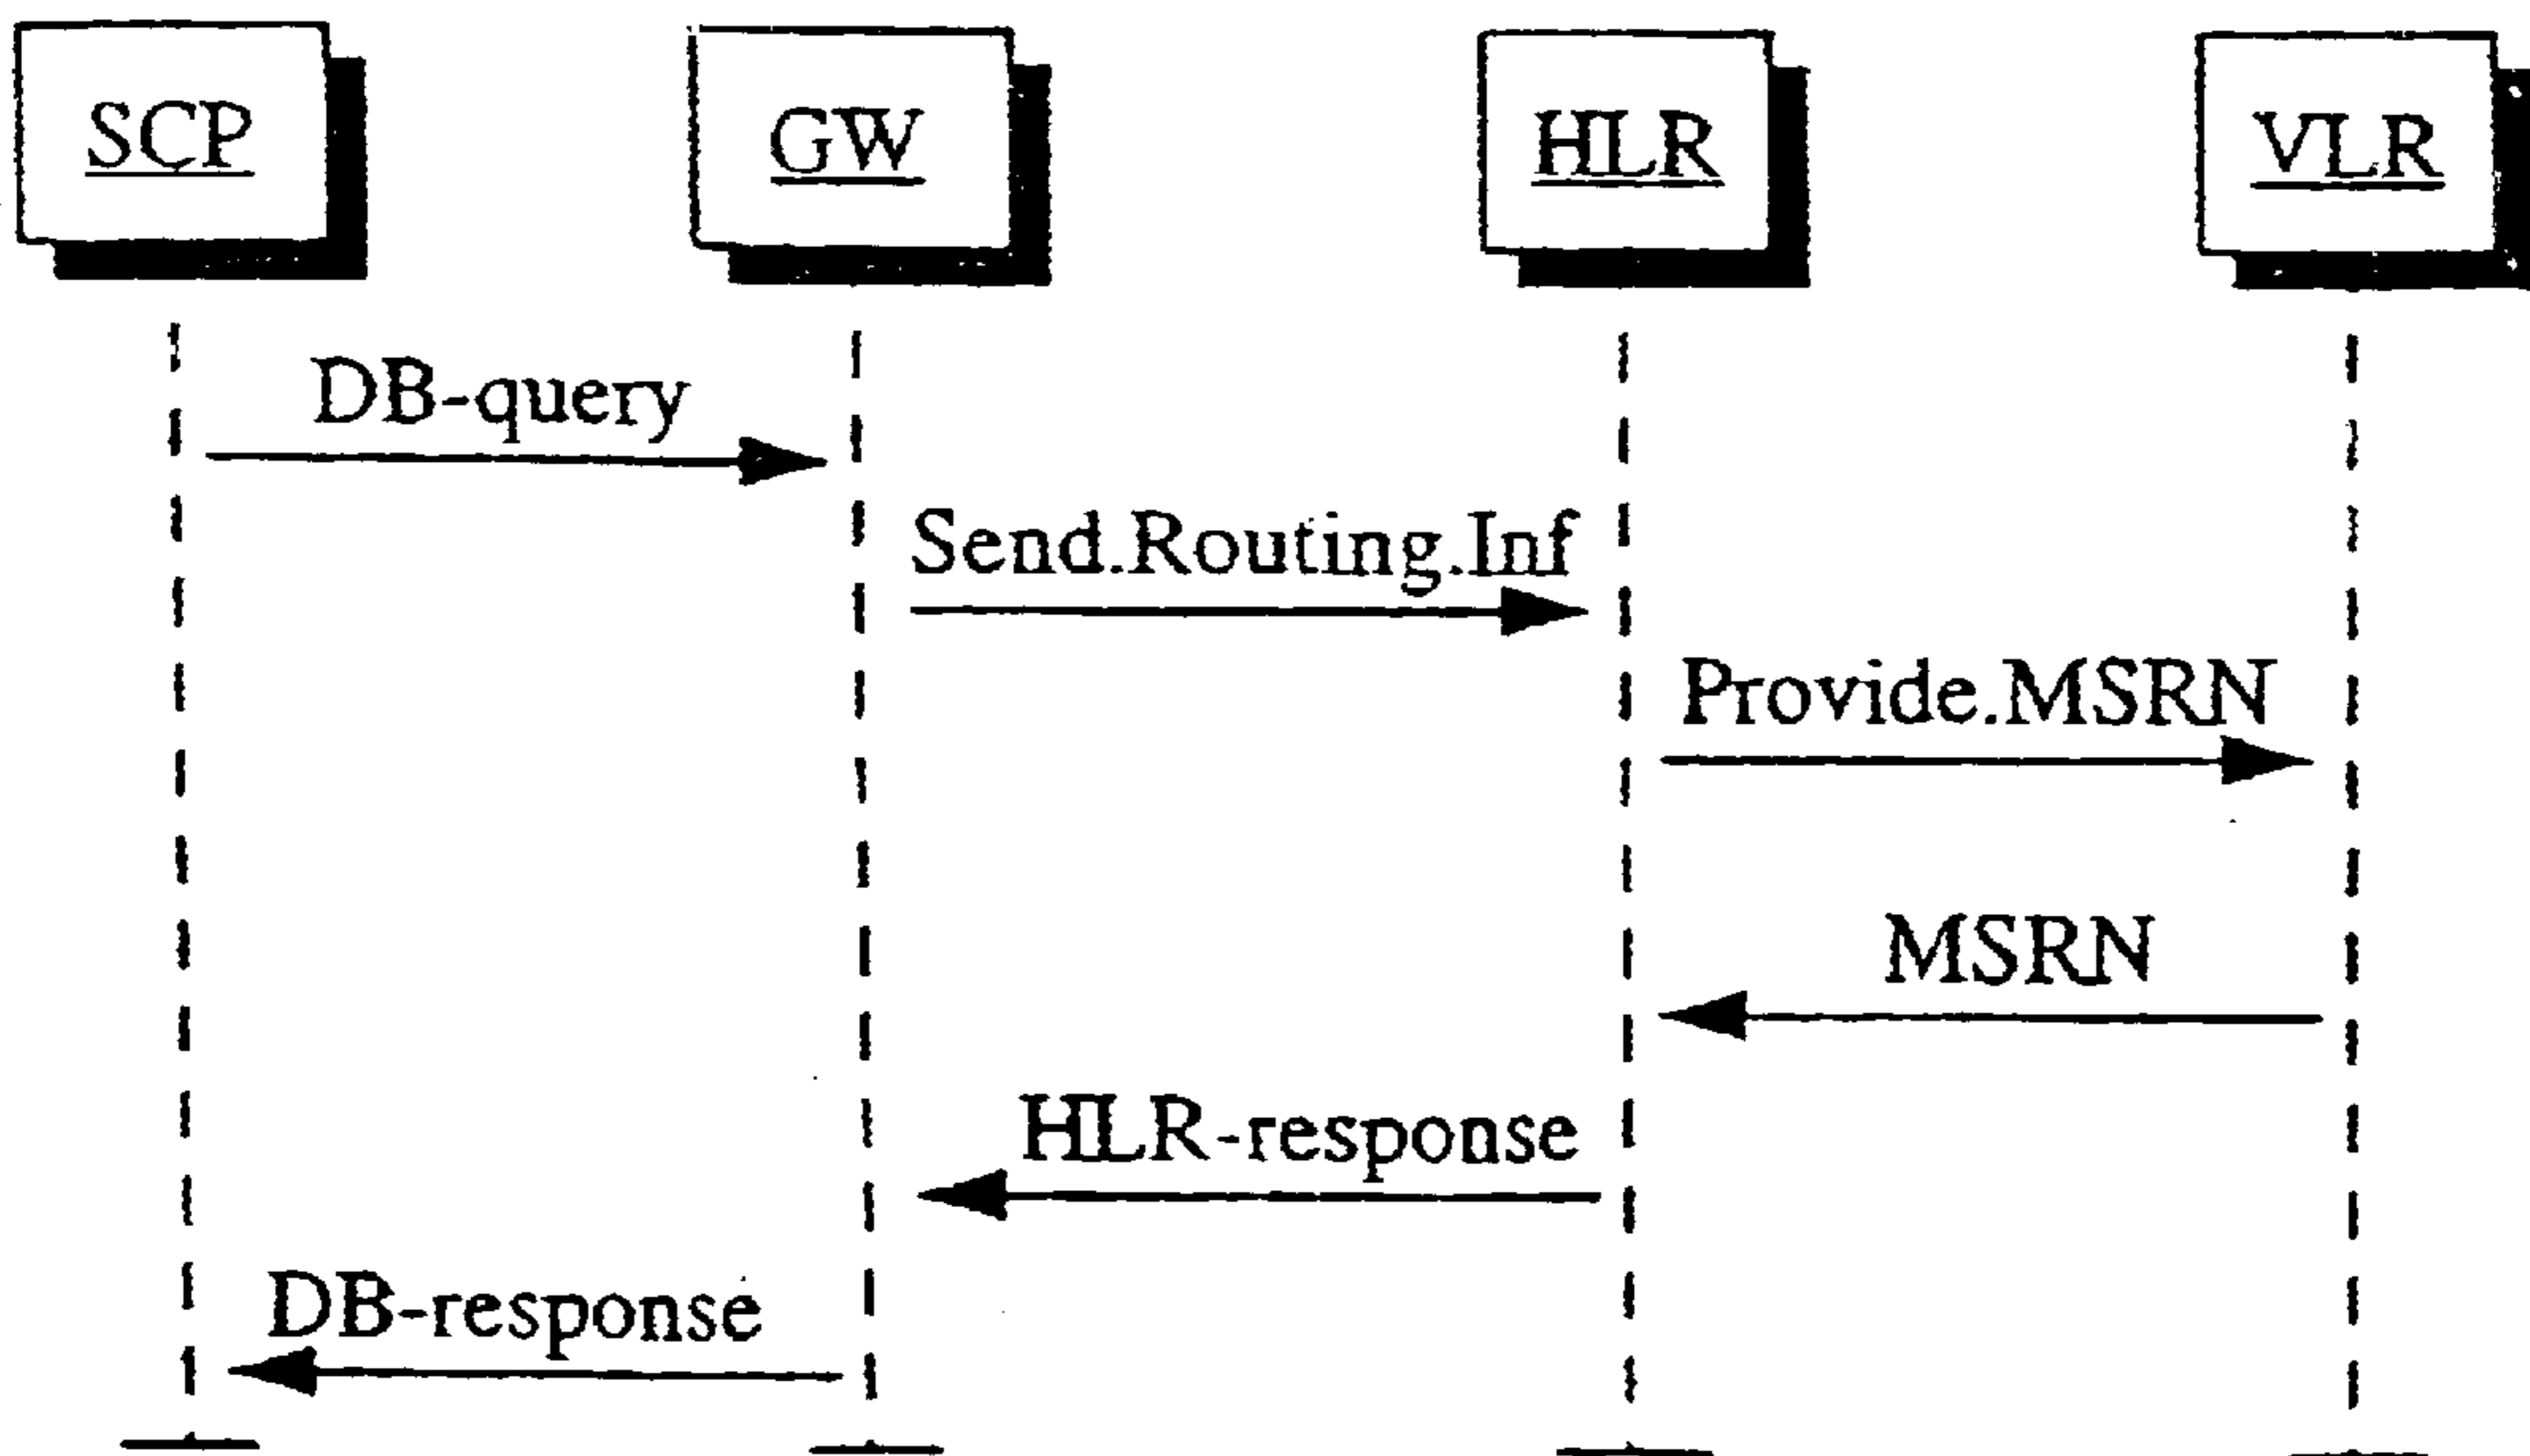 SCP
GW
HLR
VLR
DB-query
Send.Routing.Inf
Provide.MSRN
MSRN
HLR-response
DB-response